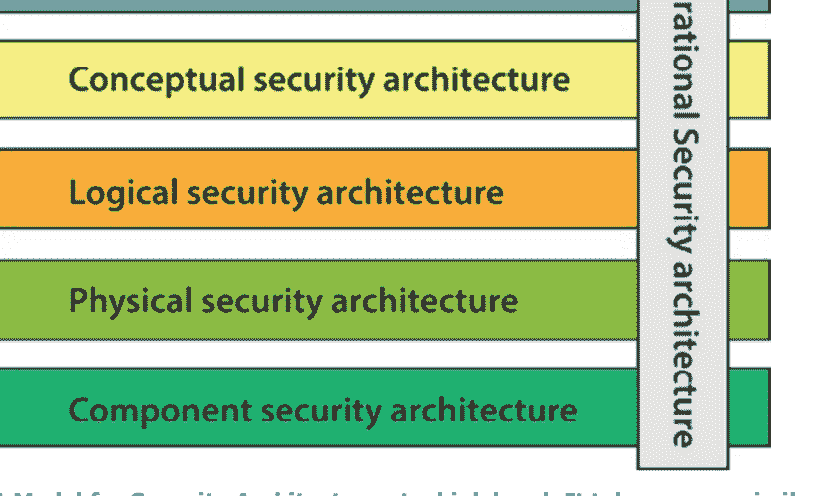 Conceptual security architecture
Logical security architecture
Physical security architecture
Component security architecture
rational Security architecture